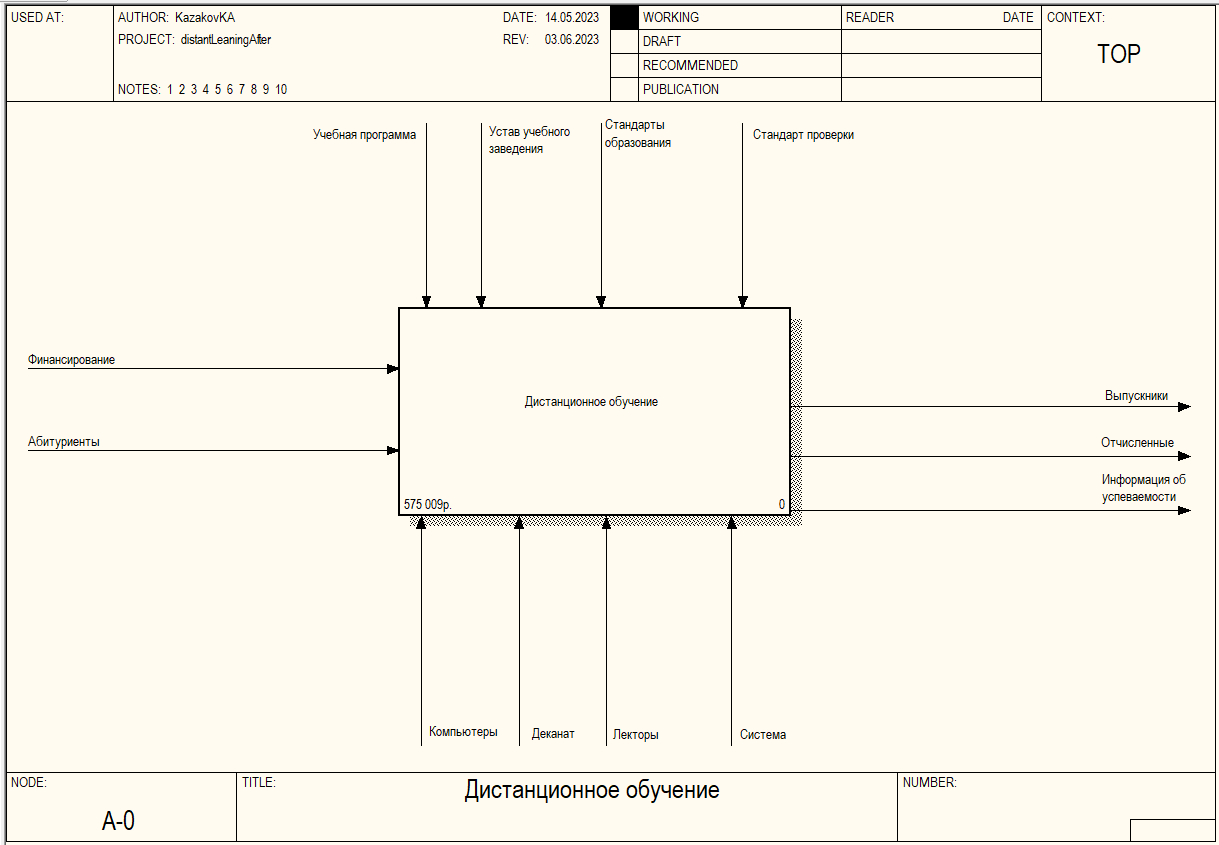 USED AT:
AUTHOR: KazakovKA
DATE: 14.05.2023
PROJECT: distantLeaningAfter
REV: 03.06.2023
NOTES: 1 2 3 4 5 6 7 8 9 10
WORKING
DRAFT
RECOMMENDED
PUBLICATION
READER DATE
CONTEXT:
TOP
Учебная программа
Устав учебного
заведения
Стандарты
образования
Стандарт проверки
Финансирование
Абитуриенты
Дистанционное обучение
575 009р.
0
Выпускники
Отчисленные
Информация об
успеваемости
Компьютеры
Деканат
Лекторы
Система
NODE:
A-0
TITLE:
Дистанционное обучение
NUMBER: